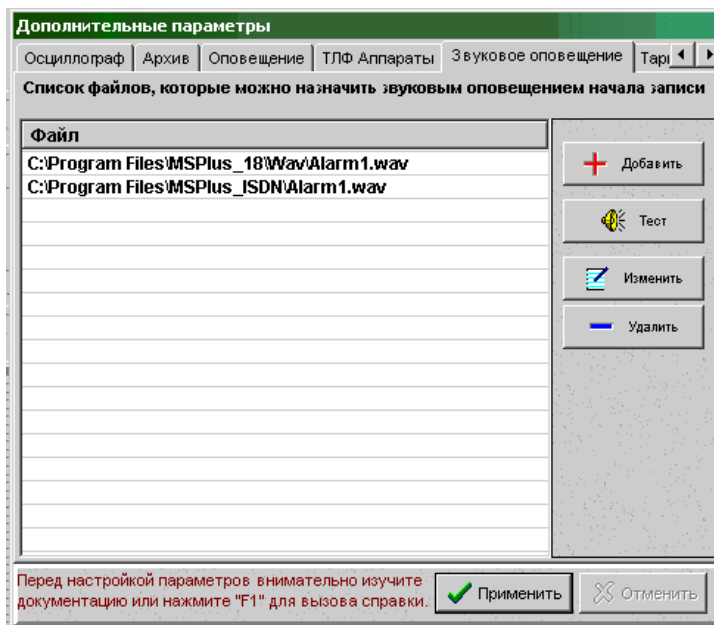 Дополнительные параметры
Осциллограф Архив Оповещение ТЛФ Аппараты Звуковое оповещение
Список файлов, которые можно назначить звуковым оповещением начала записи
Файл
C:\Program Files\MSPlus_18\Wav\Alarm1.wav
C:\Program Files\MSPlus_ISDN\Alarm1.wav
Добавить
Тест
Изменить
Удалить
Перед настройкой параметров внимательно изучите
документацию или нажмите "F1" для вызова справки.
Применить
Отменить